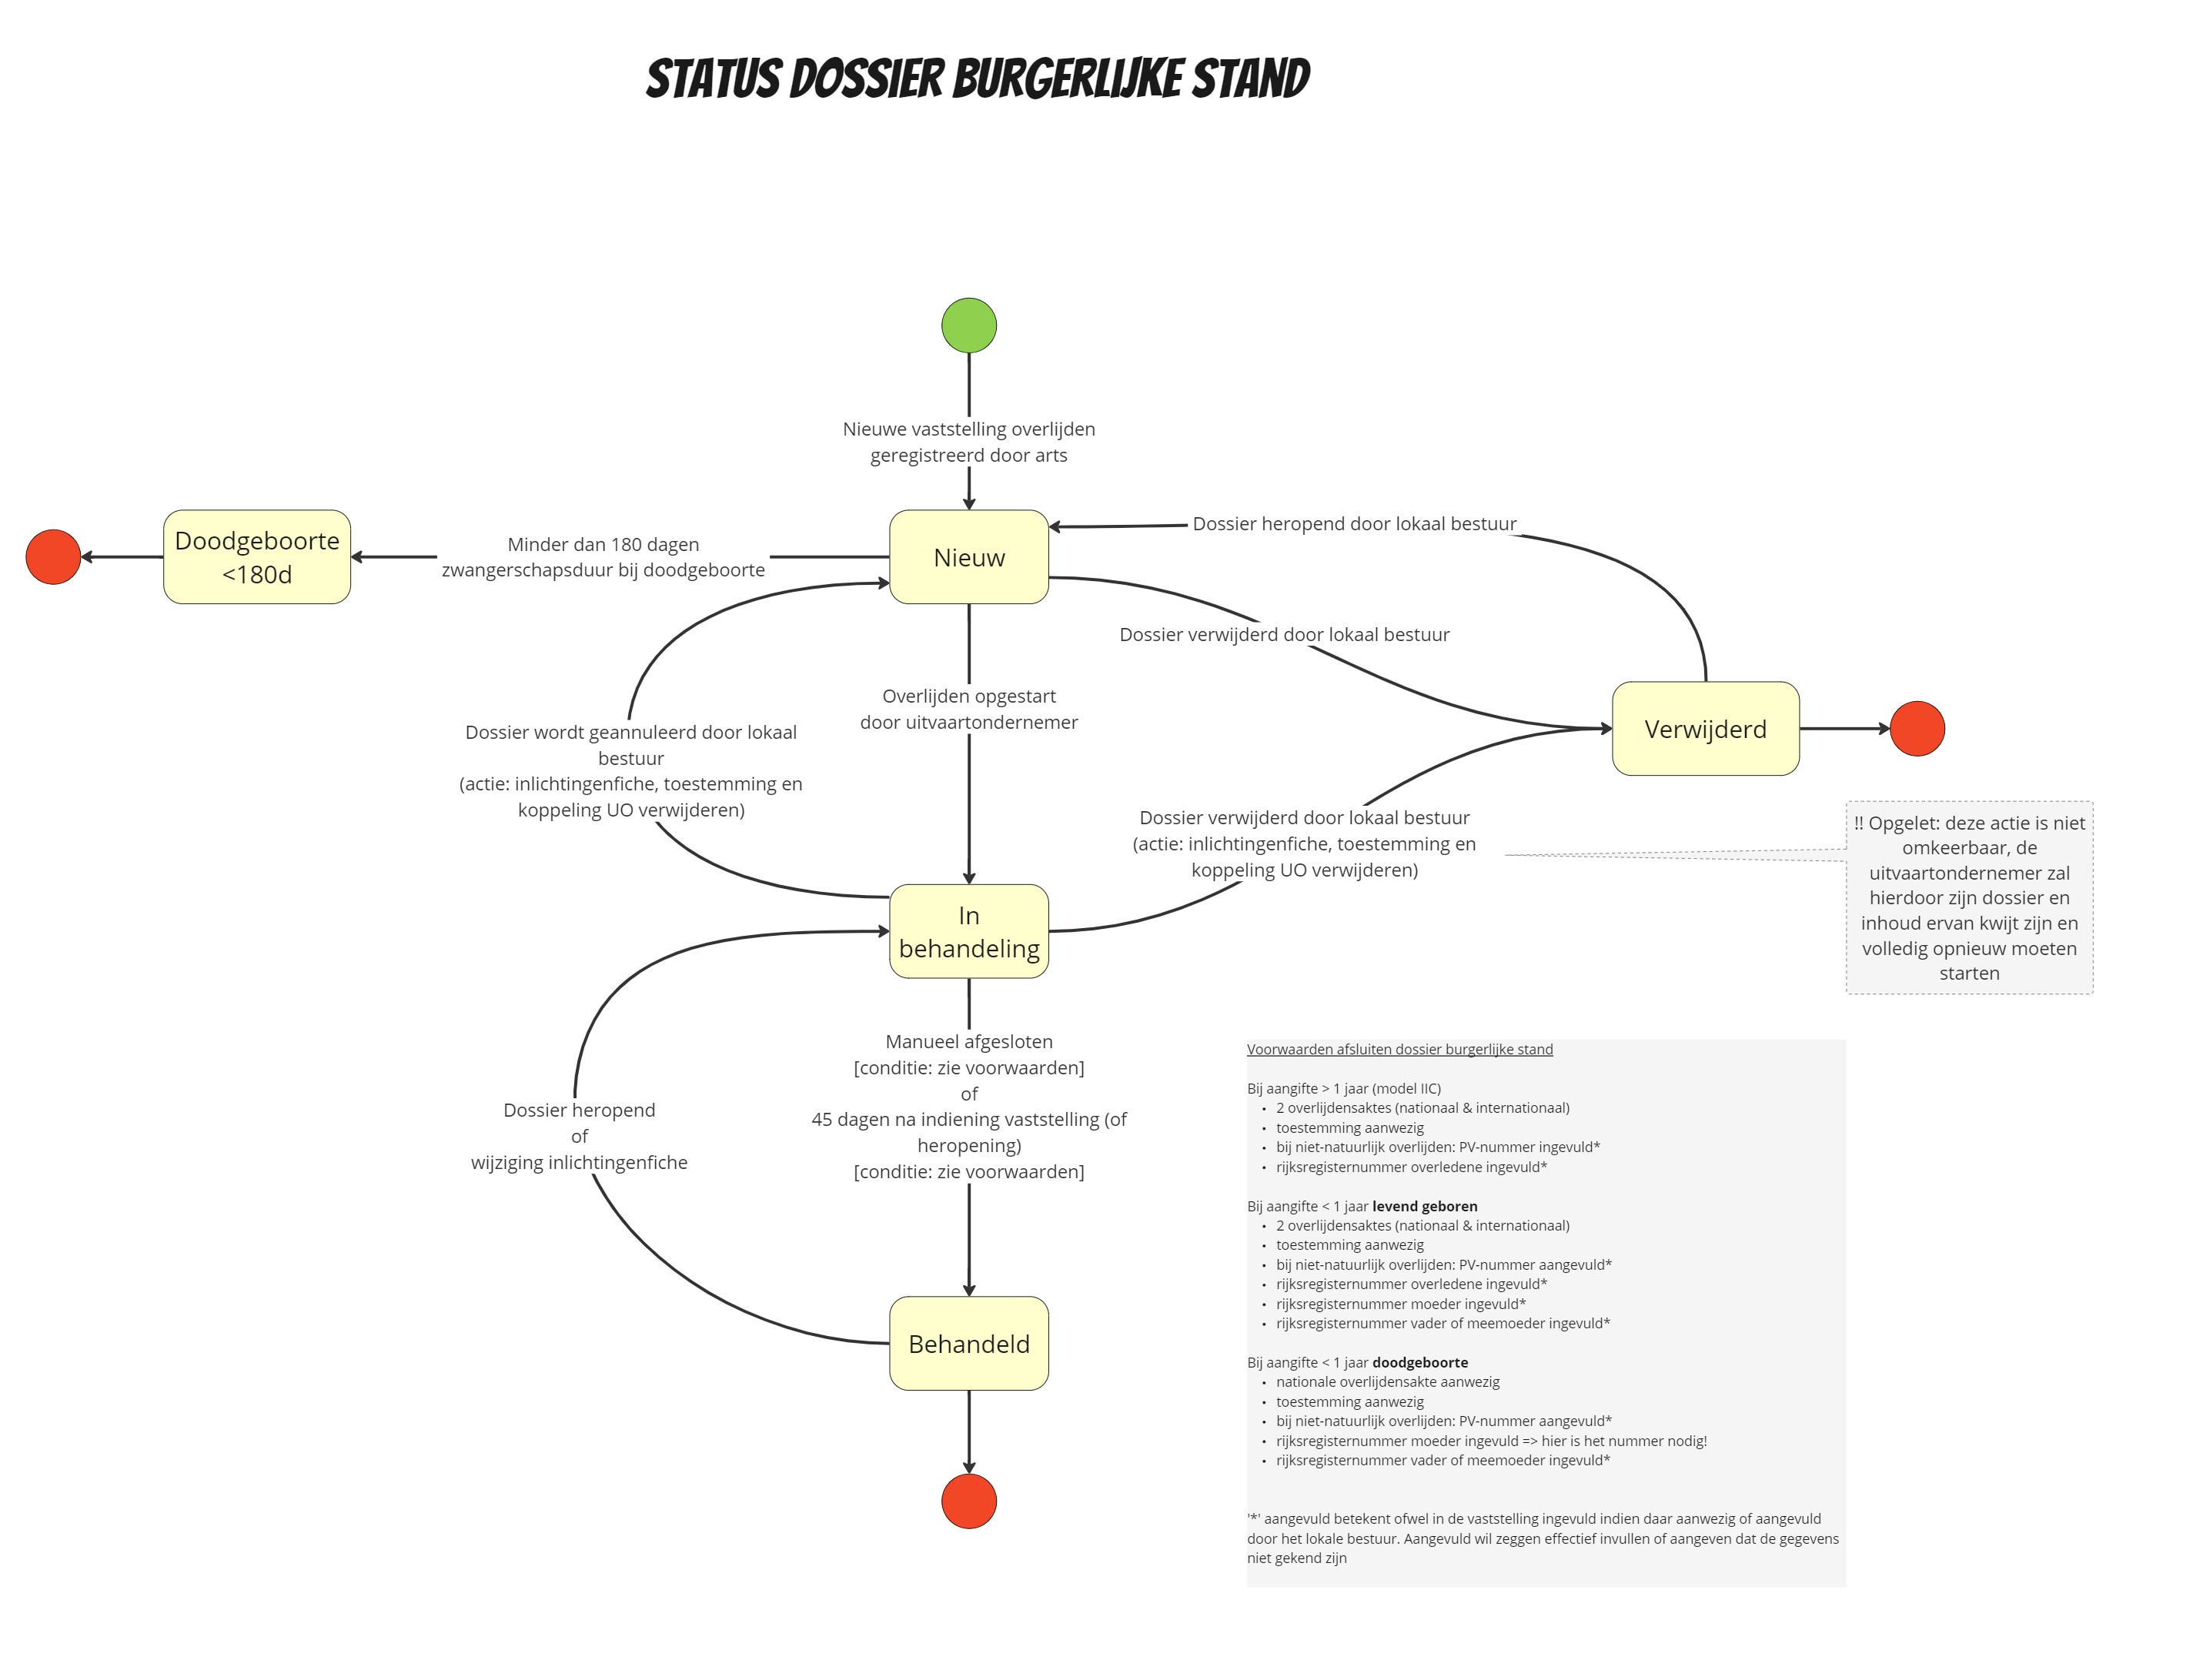 STATUS DOSSIER BURGERLIJKE STAND
Nieuwe vaststelling overlijden
geregistreerd door arts
Doodgeboorte
<180d
Minder dan 180 dagen
zwangerschapsduur bij doodgeboorte
Nieuw
Dossier heropend door lokaal bestuur
Dossier verwijderd door lokaal bestuur
Overlijden opgestart
door uitvaartondernemer
Verwijderd
Dossier wordt geannuleerd door lokaal
bestuur
(actie: inlichtingenfiche, toestemming en
koppeling UO verwijderen)
Dossier verwijderd door lokaal bestuur
(actie: inlichtingenfiche, toestemming en
koppeling UO verwijderen)
!! Opgelet: deze actie is niet
omkeerbaar, de
uitvaartondernemer zal
hierdoor zijn dossier en
inhoud ervan kwijt zijn en
volledig opnieuw moeten
starten
In
behandeling
Manueel afgesloten
[conditie: zie voorwaarden]
of
45 dagen na indiening vaststelling (of
heropening)
[conditie: zie voorwaarden]
Dossier heropend
of
wijziging inlichtingenfiche
Behandeld
Voorwaarden afsluiten dossier burgerlijke stand
Bij aangifte > 1 jaar (model IIC)
• 2 overlijdensaktes (nationaal & internationaal)
• toestemming aanwezig
• bij niet-natuurlijk overlijden: PV-nummer ingevuld*
• rijksregisternummer overledene ingevuld*
Bij aangifte < 1 jaar levend geboren
• 2 overlijdensaktes (nationaal & internationaal)
• toestemming aanwezig
• bij niet-natuurlijk overlijden: PV-nummer aangevuld*
• rijksregisternummer overledene ingevuld*
• rijksregisternummer moeder ingevuld*
• rijksregisternummer vader of meemoeder ingevuld*
Bij aangifte < 1 jaar doodgeboorte
• nationale overlijdensakte aanwezig
• toestemming aanwezig
• bij niet-natuurlijk overlijden: PV-nummer aangevuld*
• rijksregisternummer moeder ingevuld => hier is het nummer nodig!
• rijksregisternummer vader of meemoeder ingevuld*
'*' aangevuld betekent ofwel in de vaststelling ingevuld indien daar aanwezig of aangevuld
door het lokale bestuur. Aangevuld wil zeggen effectief invullen of aangeven dat de gegevens
niet gekend zijn